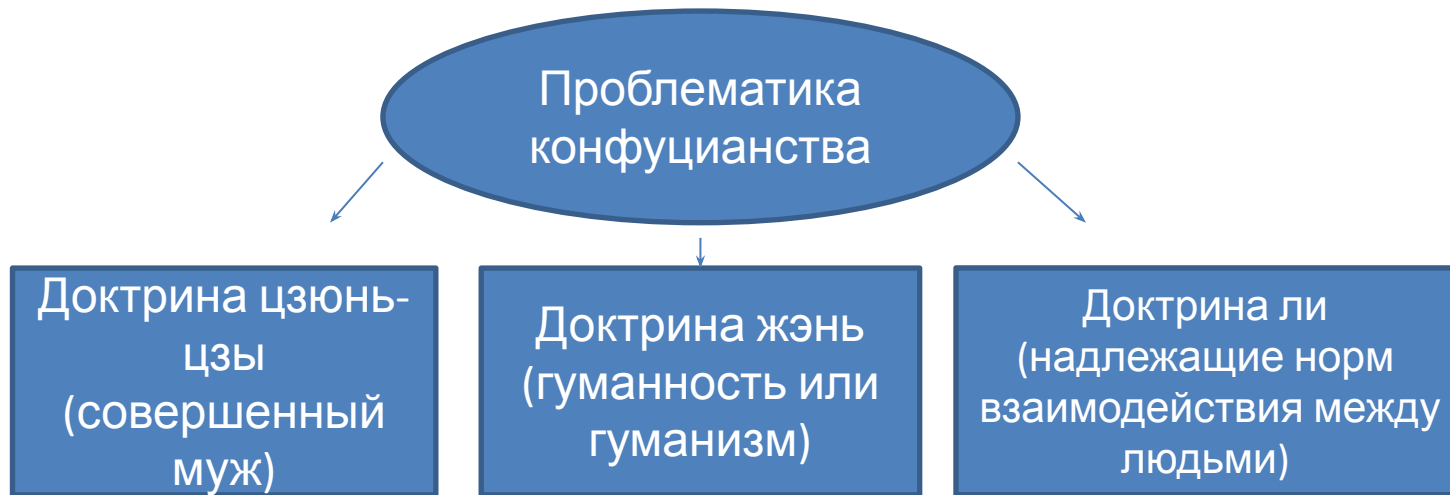 Проблематика
конфуцианства
Доктрина цзюнь-
цзы
(совершенный
муж)
Доктрина жэнь
(гуманность или
гуманизм)
Доктрина ли
(надлежащие норм
взаимодействия между
людьми)